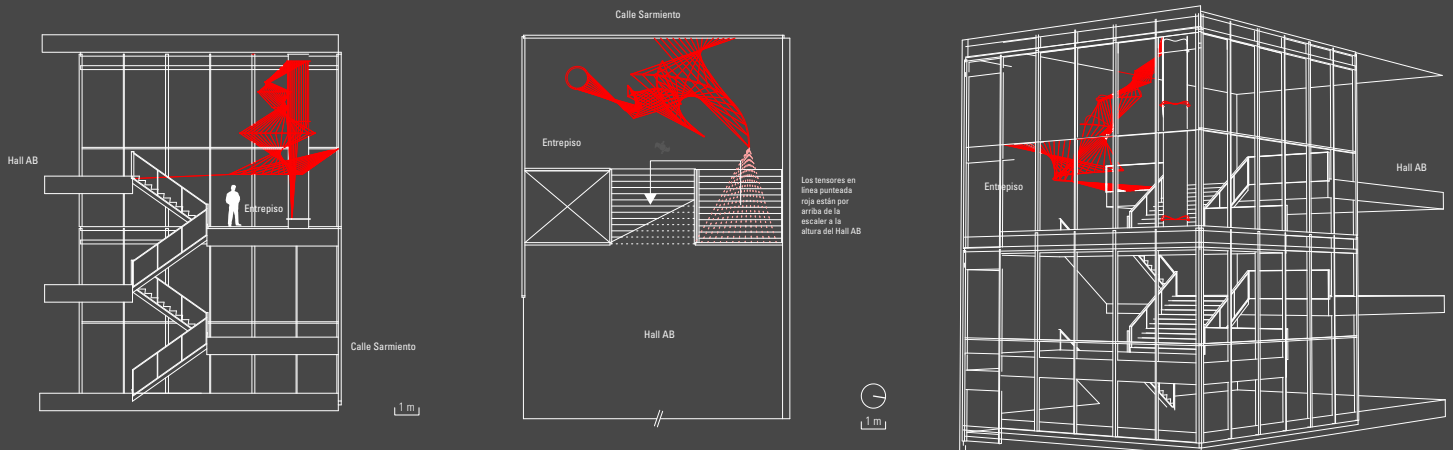 Hall AB
Entrepiso
Calle Sarmiento
1 m
Calle Sarmiento
Entrepiso
Los tensores en
línea punteada
roja están por
arriba de la
escaler a la
altura del Hall AB
Hall AB
1 m
Entrepiso
Hall AB